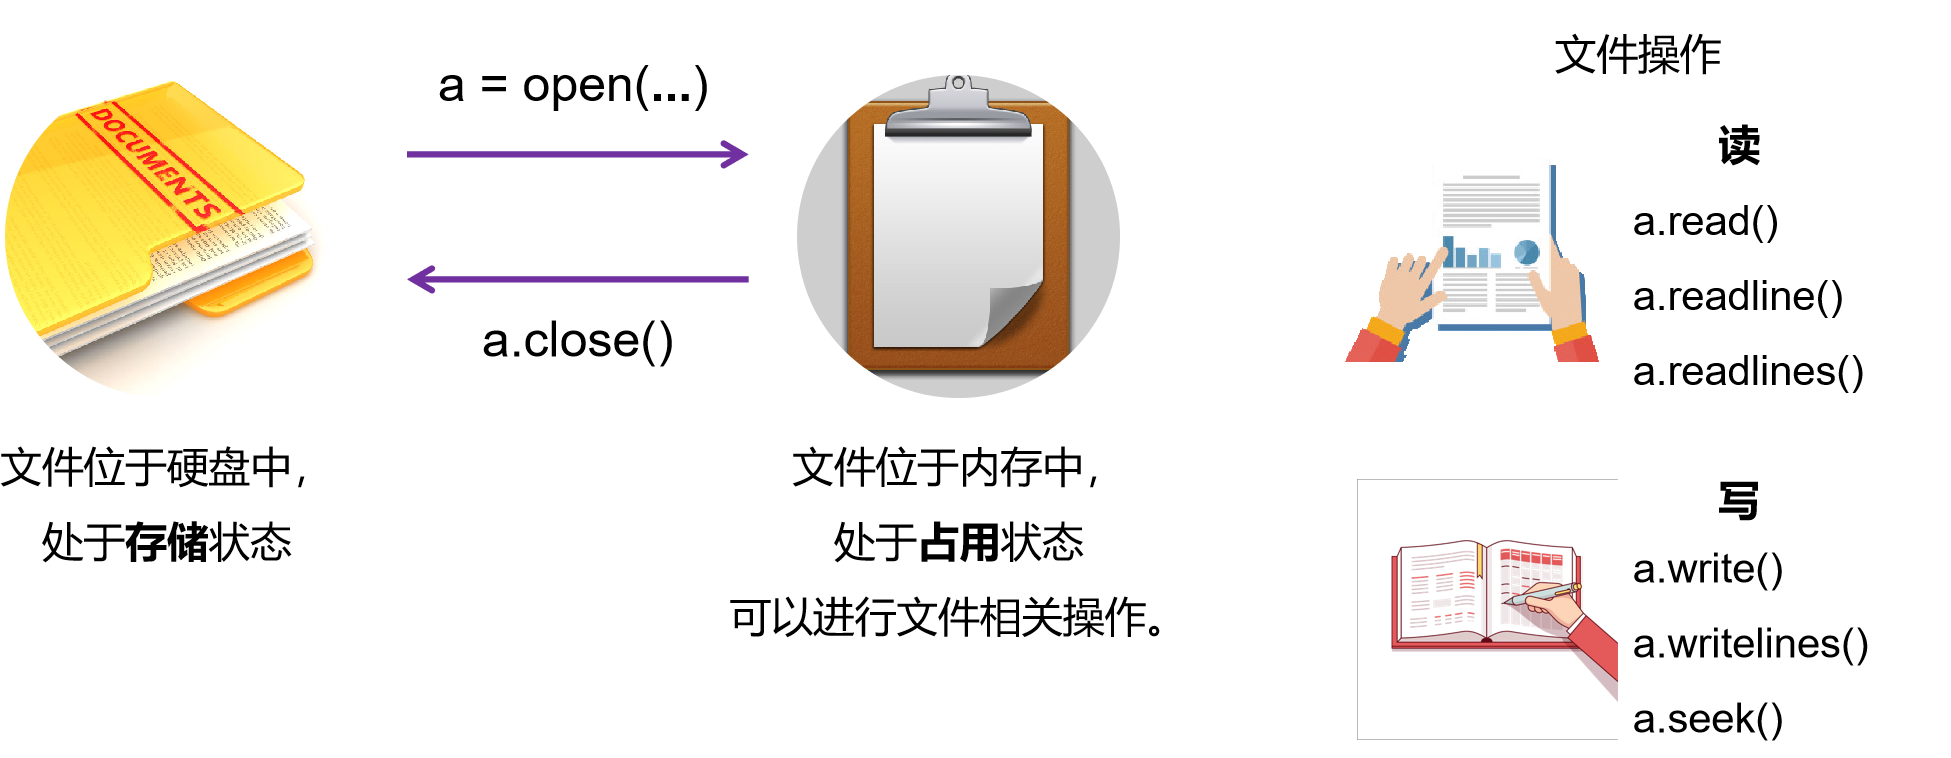 DOCUMENTS
a = open(...)
a.close()
文件位于硬盘中，
处于存储状态
文件位于内存中，
处于占用状态
可以进行文件相关操作。
文件操作
读
a.read()
a.readline()
a.readlines()
写
a.write()
a.writelines()
a.seek()